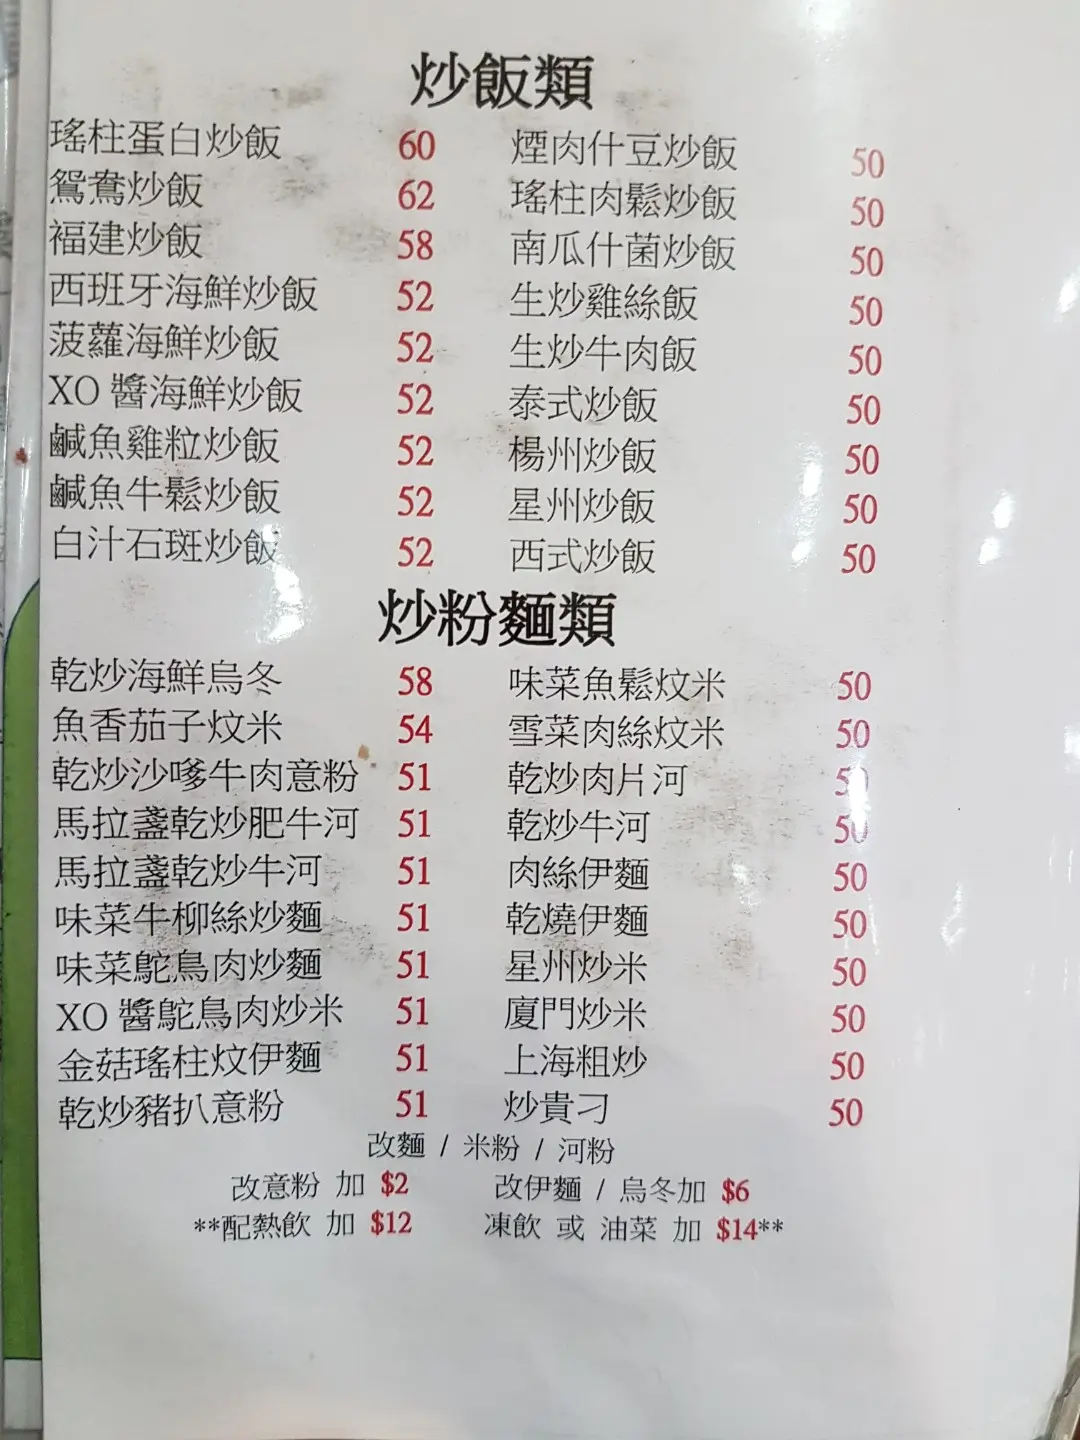 炒飯類
瑤柱蛋白炒飯 60 煙肉什豆炒飯 50
鴛鴦炒飯 62 瑤柱肉鬆炒飯 50
福建炒飯 58 南瓜什菌炒飯 50
西班牙海鮮炒飯 52 生炒雞絲飯 50
菠蘿海鮮炒飯 52 生炒牛肉飯 50
XO 醬海鮮炒飯 52 泰式炒飯 50
鹹魚雞粒炒飯 52 楊州炒飯 50
鹹魚牛鬆炒飯 52 星州炒飯 50
白汁石斑炒飯 52 西式炒飯 50
炒粉麵類
乾炒海鮮烏冬 58 味菜魚鬆炆米 50
魚香茄子炆米 54 雪菜肉絲炆米 50
乾炒沙嗲牛肉意粉 51 乾炒肉片河 50
馬拉盞乾炒肥牛河 51 乾炒牛河 50
馬拉盞乾炒牛河 51 肉絲伊麵 50
味菜牛柳絲炒麵 51 乾燒伊麵 50
味菜鴕鳥肉炒麵 51 星州炒米 50
XO 醬鴕鳥肉炒米 51 廈門炒米 50
金菇瑤柱炆伊麵 51 上海粗炒 50
乾炒豬扒意粉 51 炒貴刁 50
改麵 / 米粉 / 河粉
改意粉 加 $2 改伊麵 / 烏冬加 $6
**配熱飲 加 $12 凍飲 或 油菜 加 $14**